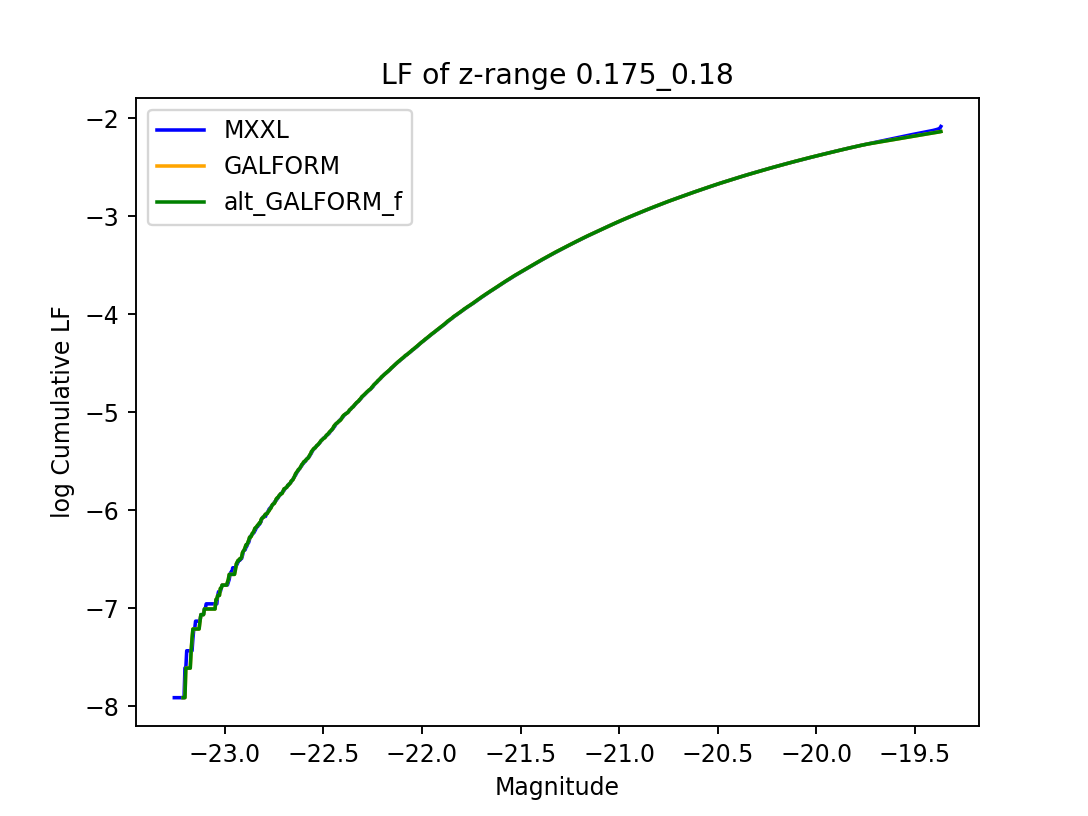 LF of z-range 0.175_0.18
MXXL
GALFORM
alt_GALFORM_f
−2
−3
−4
−5
−6
−7
−8
log Cumulative LF
−23.0
−22.5
−22.0
−21.5
−21.0
−20.5
−20.0
−19.5
Magnitude